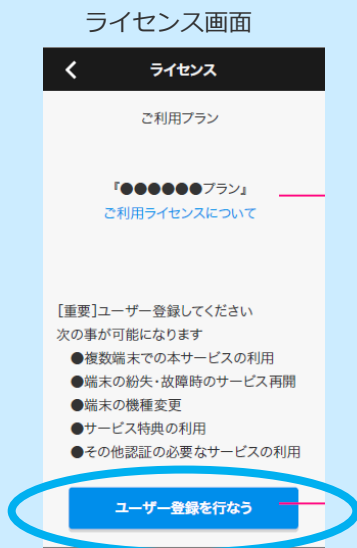 ライセンス画面
ライセンス
ご利用プラン
『●●●●●●プラン』
ご利用ライセンスについて
[重要]ユーザー登録してください
次の事が可能になります
●複数端末での本サービスの利用
●端末の紛失・故障時のサービス再開
●端末の機種変更
●サービス特典の利用
●その他認証の必要なサービスの利用
ユーザー登録を行なう